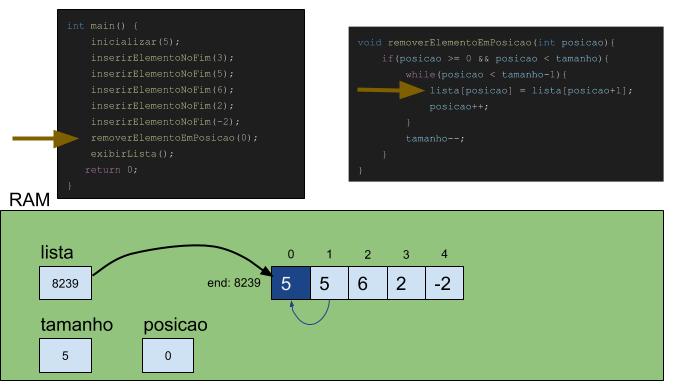 int main() {
inicializar(5);
inserirElementoNoFim(3);
inserirElementoNoFim(5);
inserirElementoNoFim(6);
inserirElementoNoFim(2);
inserirElementoNoFim(-2);
removerElementoEmPosicao(0);
exibirLista();
return 0;
}
void removerElementoEmPosicao(int posicao){
if(posicao >= 0 && posicao < tamanho){
while(posicao < tamanho-1){
lista[posicao] = lista[posicao+1];
posicao++;
}
tamanho--;
}
}
RAM
lista
8239
end: 8239
0 1 2 3 4
5 5 6 2 -2
tamanho posicao
5 0